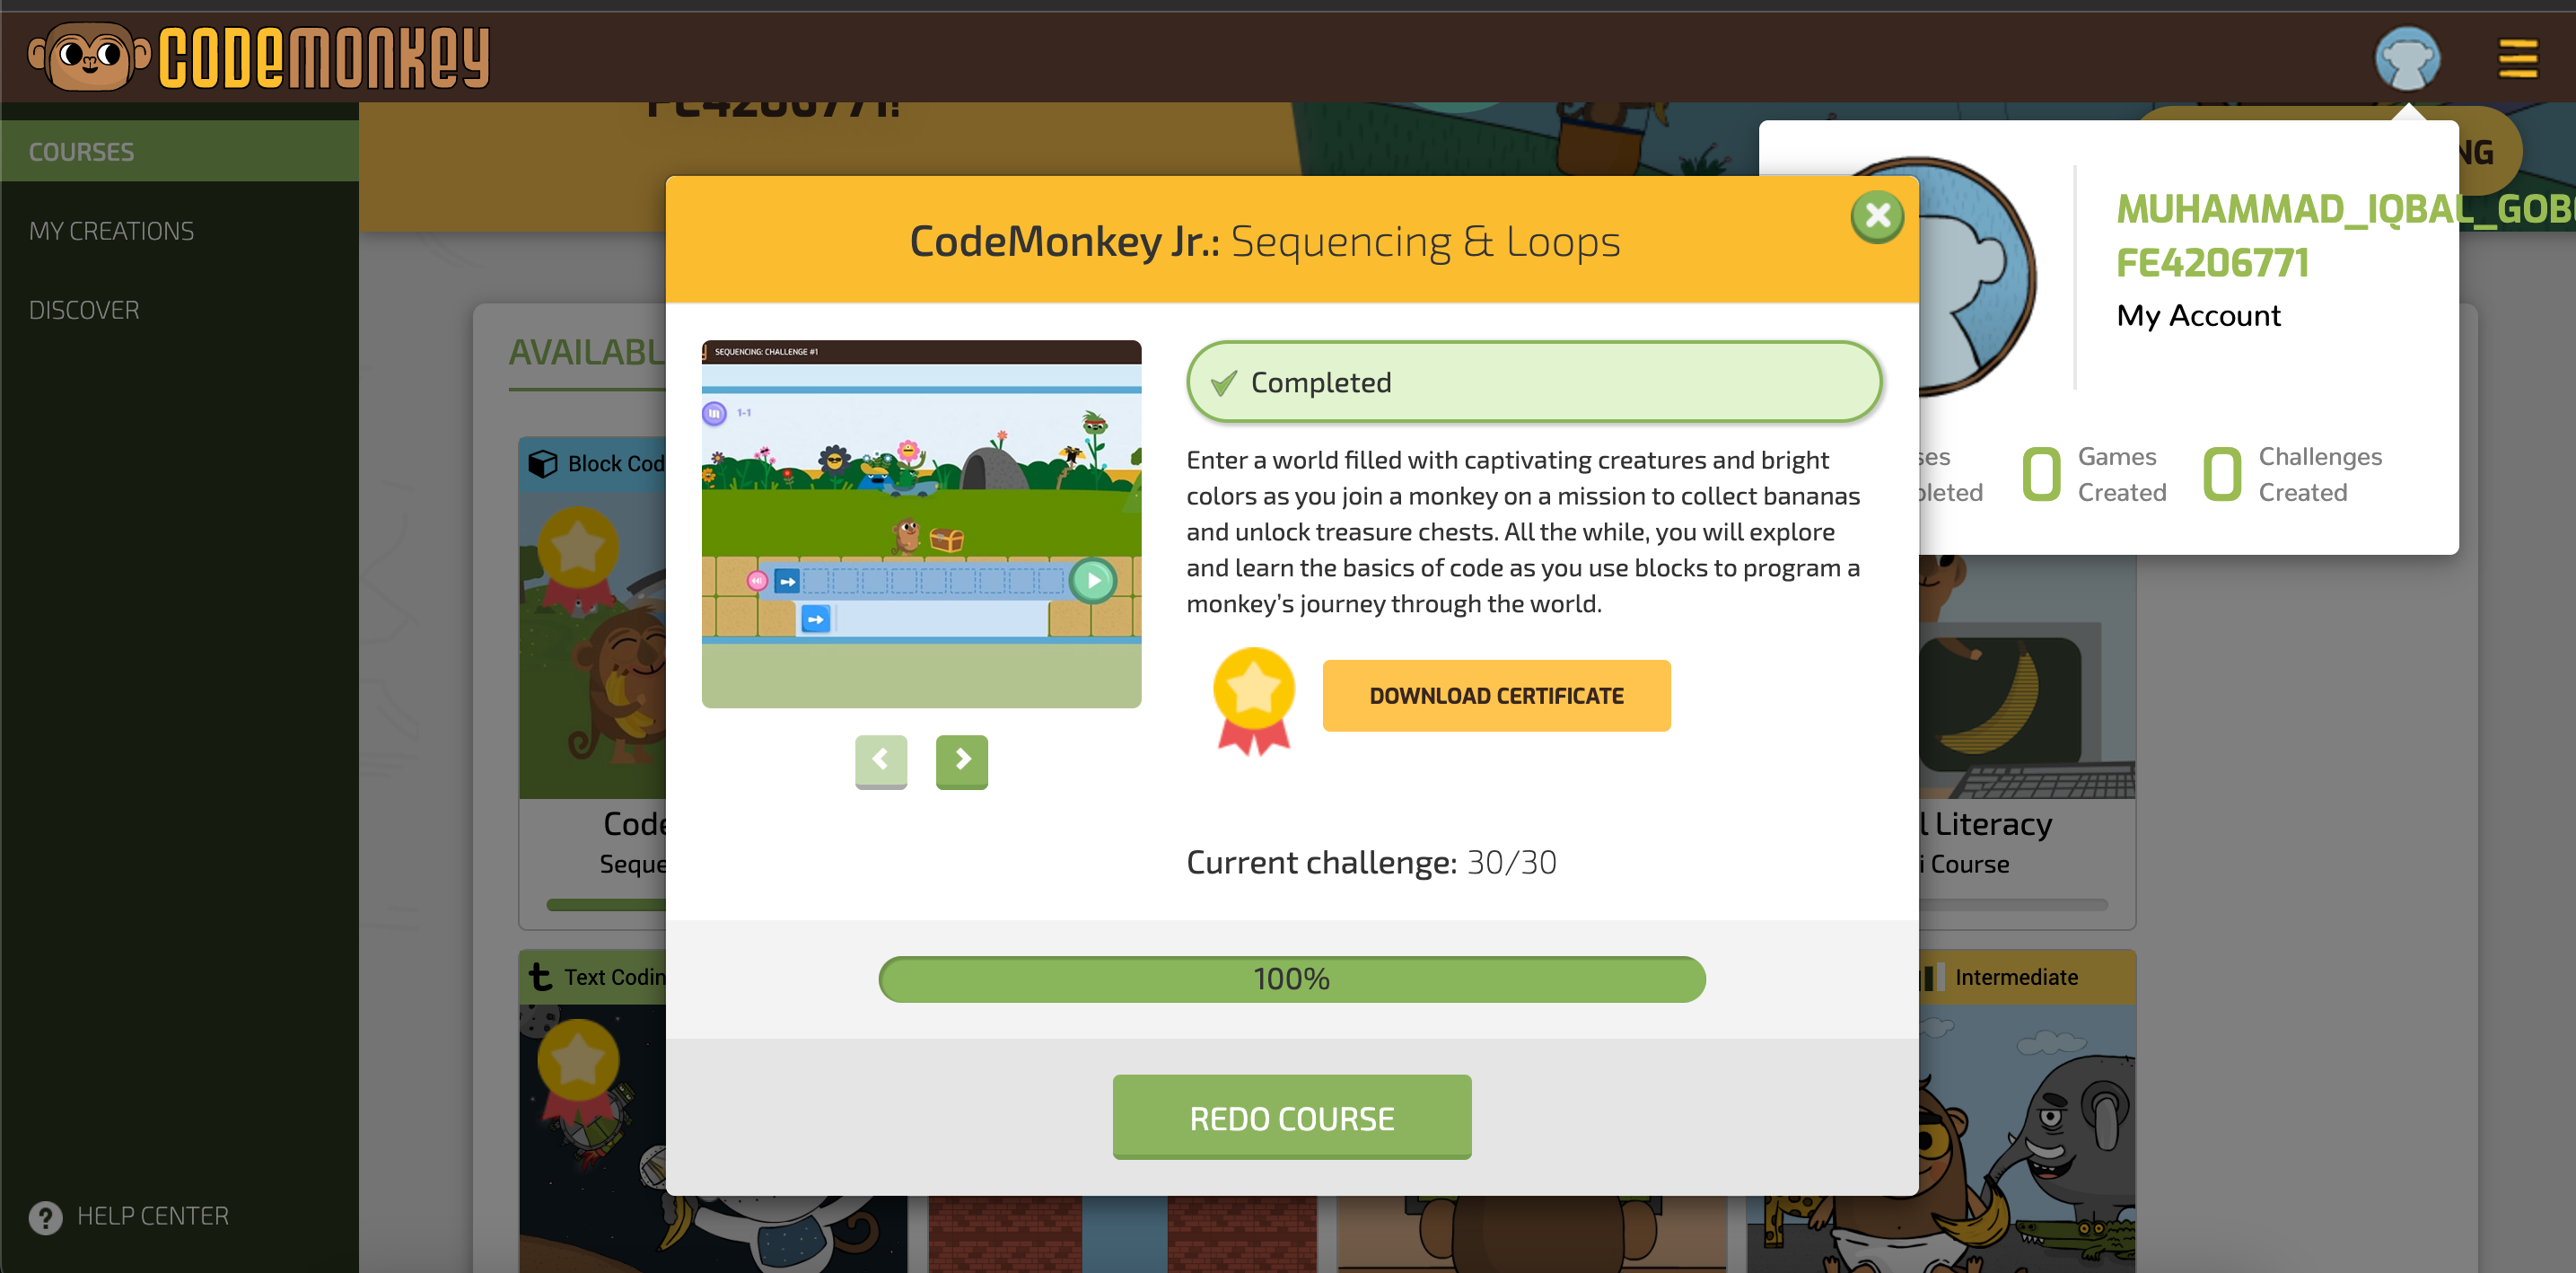 CODEMONKEY
COURSES
MY CREATIONS
DISCOVER
HELP CENTER
FE4206771!
NG
MUHAMMAD_IQBAL_GOB
FE4206771
My Account
Games
Created
0
Challenges
Created
0
CodeMonkey Jr.: Sequencing & Loops
SEQUENCING: CHALLENGE #1
1-1
Completed
Enter a world filled with captivating creatures and bright
colors as you join a monkey on a mission to collect bananas
and unlock treasure chests. All the while, you will explore
and learn the basics of code as you use blocks to program a
monkey's journey through the world.
DOWNLOAD CERTIFICATE
Current challenge: 30/30
100%
REDO COURSE
AVAILABL
Block Cod
Code
Seque
l Literacy
i Course
t Text Codin
Intermediate